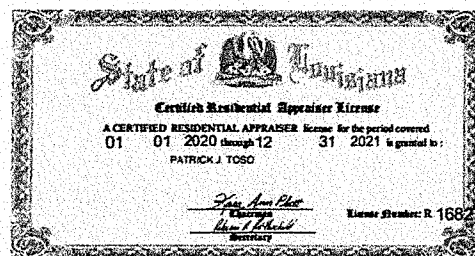 State of Louisiana
Certified Residential Appraiser License
A CERTIFIED RESIDENTIAL APPRAISER license for the period covered
01 01 2020 through 12 31 2021 is granted to:
PATRICK J. TOSO
Chairman
License Number: R 1682
Secretary